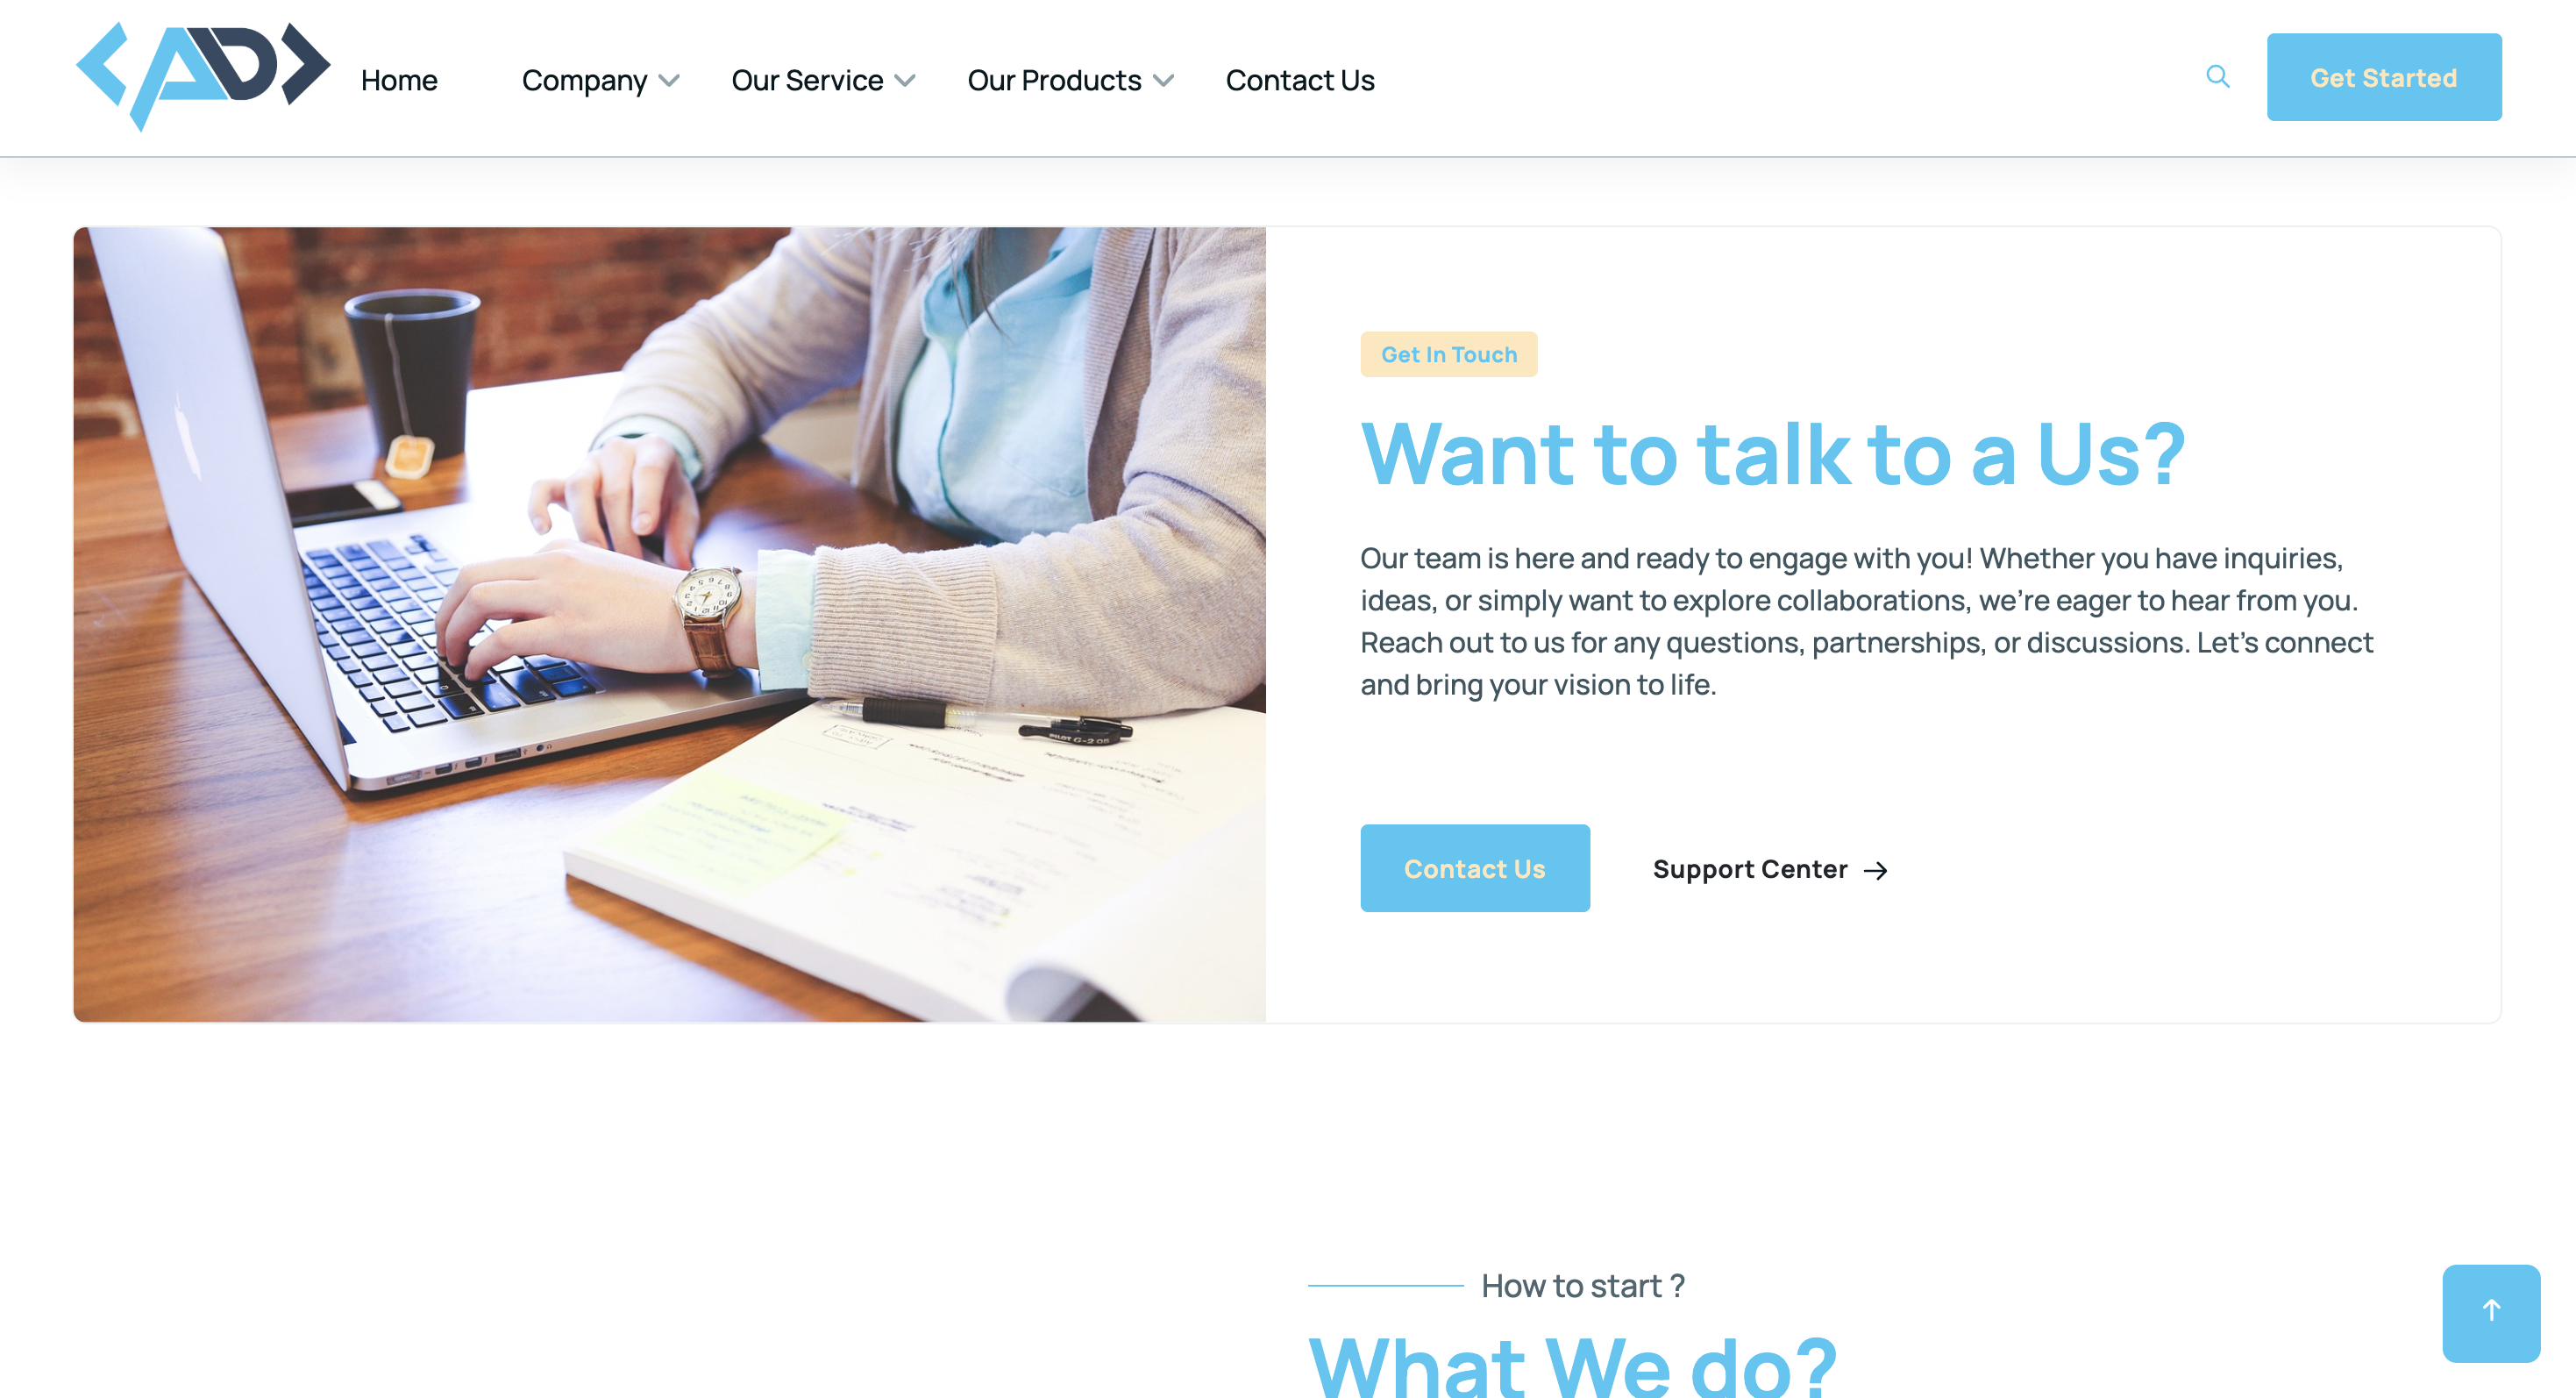 Home Company Our Service Our Products Contact Us Get Started
Get In Touch
Want to talk to a Us?
Our team is here and ready to engage with you! Whether you have inquiries,
ideas, or simply want to explore collaborations, we’re eager to hear from you.
Reach out to us for any questions, partnerships, or discussions. Let’s connect
and bring your vision to life.
PILOT G-2 05
Contact Us Support Center →
How to start ?
What We do?